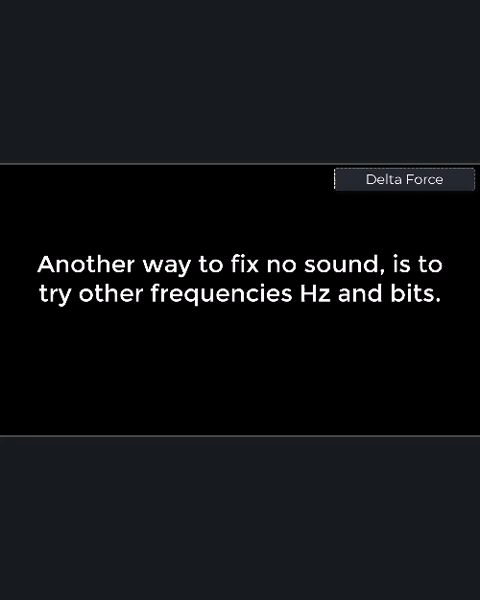 Delta Force
Another way to fix no sound, is to
try other frequencies Hz and bits.